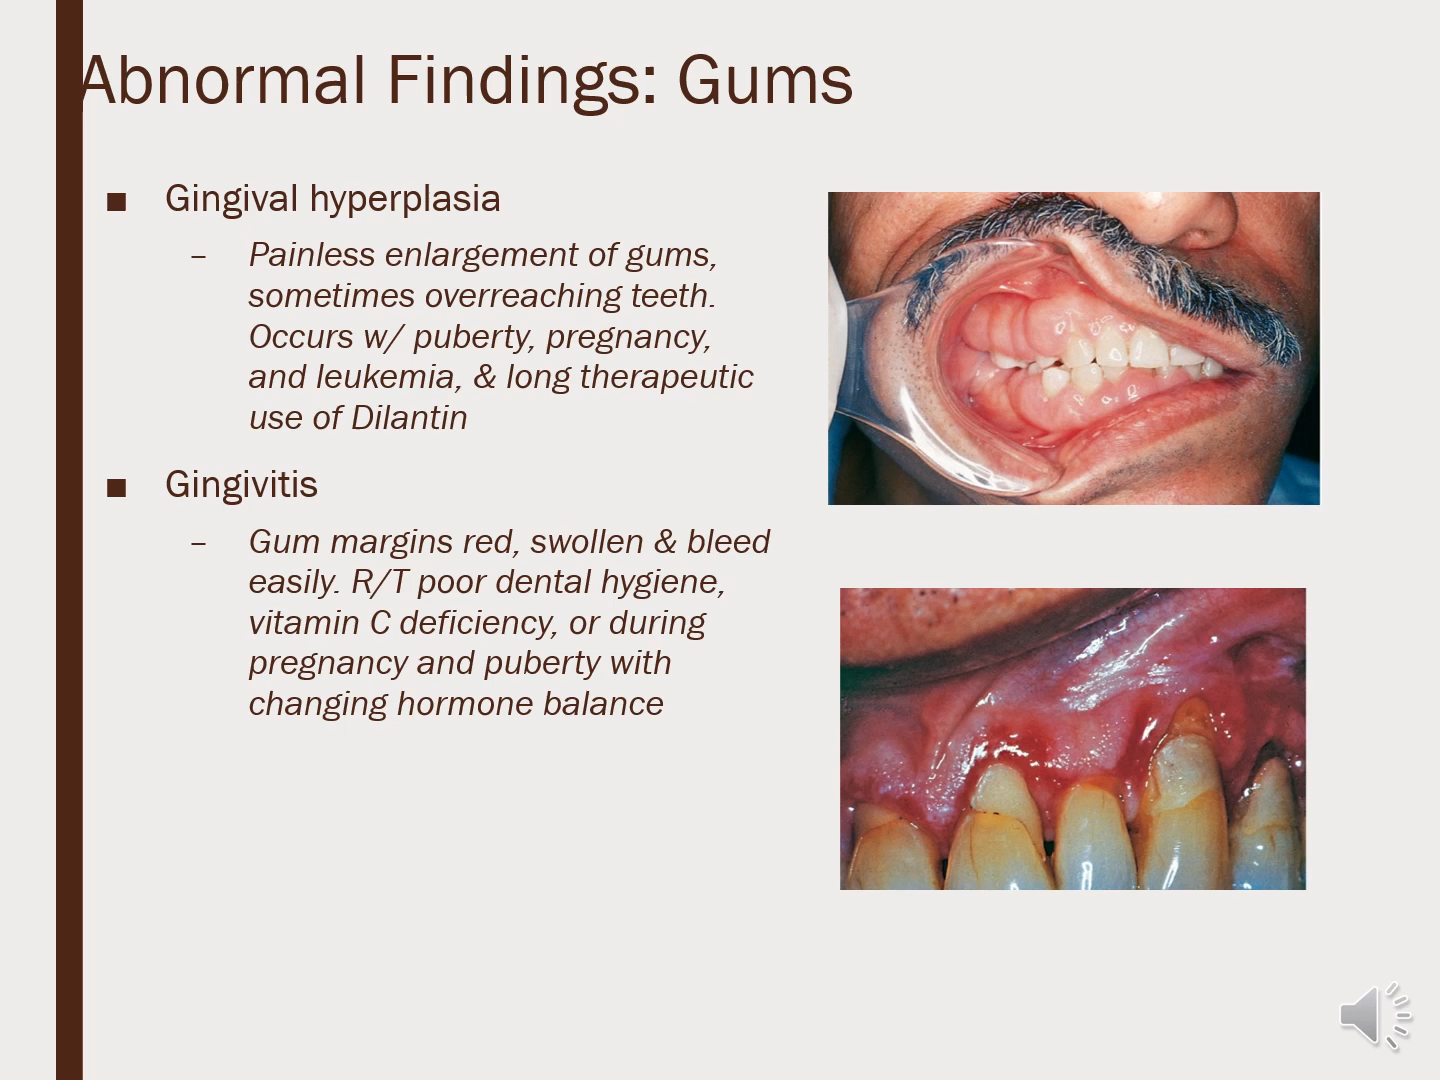 Abnormal Findings: Gums
■ Gingival hyperplasia
– Painless enlargement of gums,
sometimes overreaching teeth.
Occurs w/ puberty, pregnancy,
and leukemia, & long therapeutic
use of Dilantin
■ Gingivitis
– Gum margins red, swollen & bleed
easily. R/T poor dental hygiene,
vitamin C deficiency, or during
pregnancy and puberty with
changing hormone balance